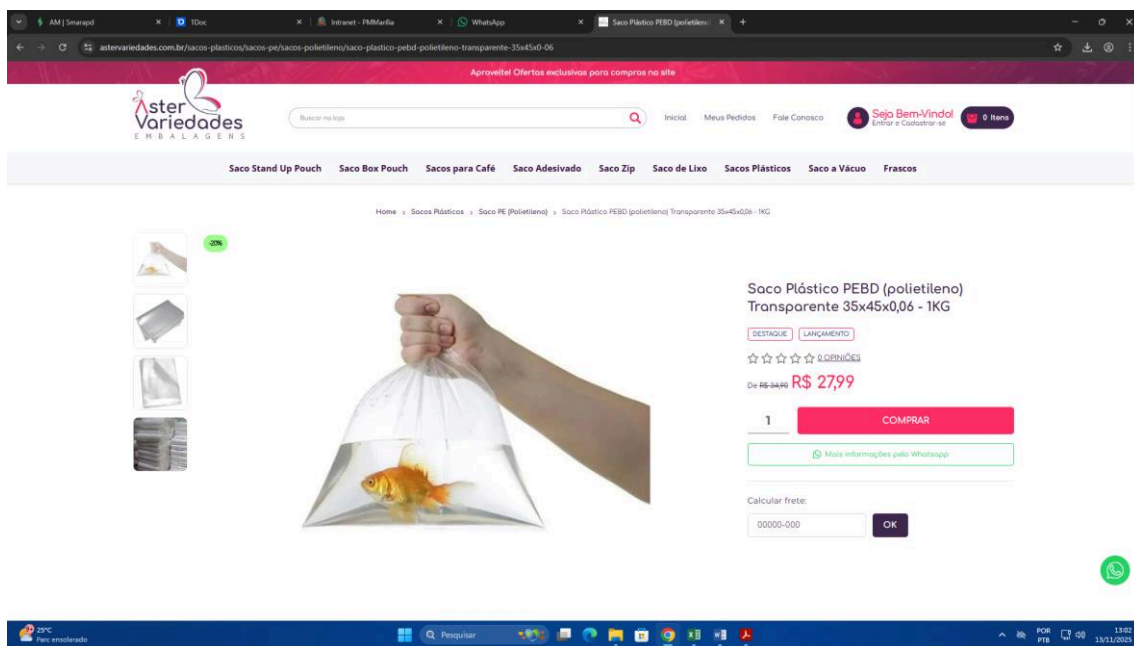 AM | Smarapd
1Doc
Intranet - PMMarília
WhatsApp
Saco Plástico PEBD (polietileno)
astervariedades.com.br/sacos-plasticos/sacos-pe/sacos-polietileno/saco-plastico-pebd-polietileno-transparente-35x45x0-06
Aproveite! Ofertas exclusivas para compras no site
Áster
Variedades
EMBALAGENS
Buscar na loja
Inicial
Meus Pedidos
Fale Conosco
Seja Bem-Vindo!
Entrar e Cadastrar-se
0 Itens
Saco Stand Up Pouch
Saco Box Pouch
Sacos para Café
Saco Adesivado
Saco Zip
Saco de Lixo
Sacos Plásticos
Saco a Vácuo
Frascos
Home > Sacos Plásticos > Saco PE (Polietileno) > Saco Plástico PEBD (polietileno) Transparente 35x45x0,06 - 1KG
-20%
Saco Plástico PEBD (polietileno)
Transparente 35x45x0,06 - 1KG
DESTAQUE
LANÇAMENTO
0 OPINIÕES
De R$ 34,90 R$ 27,99
1
COMPRAR
Mais informações pelo Whatsapp
Calcular frete:
00000-000
OK
25°C
Parc ensolarado
Pesquisar
POR
PTB
13:02
13/11/2025